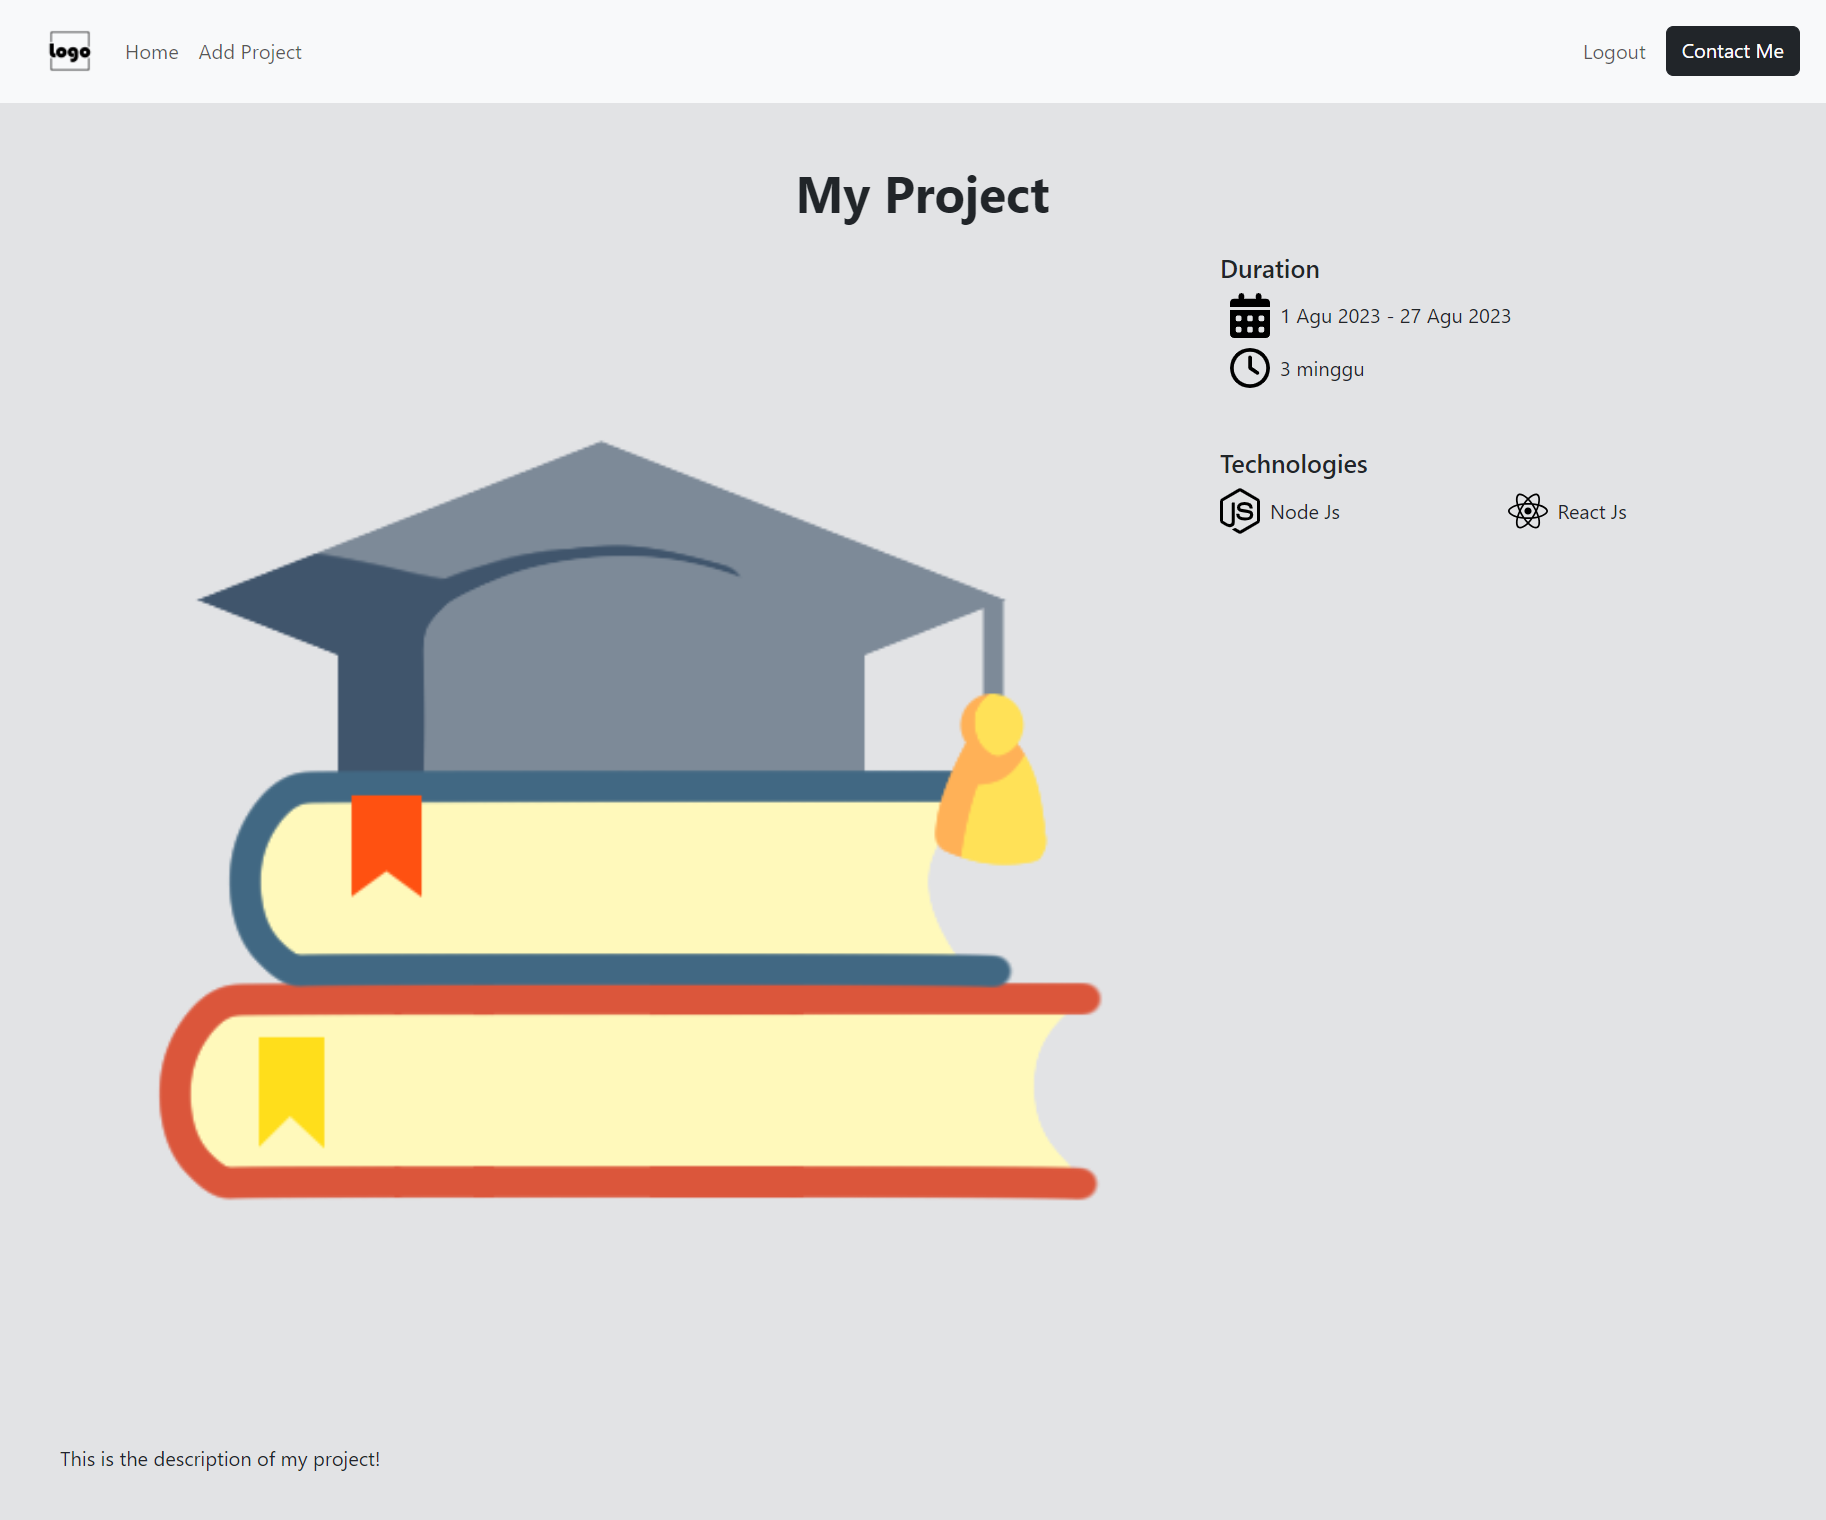 logo Home Add Project Logout Contact Me
My Project
Duration
1 Agu 2023 - 27 Agu 2023
3 minggu
Technologies
JS Node Js React Js
This is the description of my project!